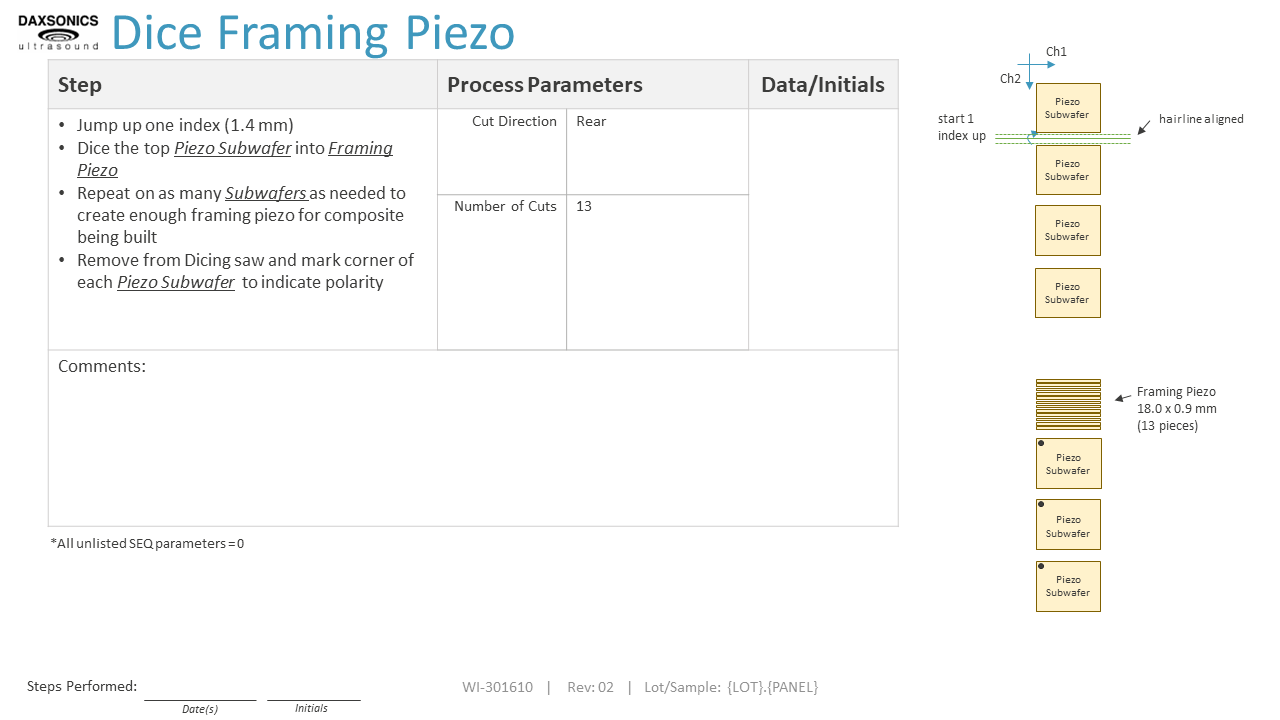 DAXSONICS
ultrasound
Dice Framing Piezo
Step
Process Parameters
Data/Initials
• Jump up one index (1.4 mm)
• Dice the top Piezo Subwafer into Framing
Piezo
• Repeat on as many Subwafers as needed to
create enough framing piezo for composite
being built
• Remove from Dicing saw and mark corner of
each Piezo Subwafer to indicate polarity
Cut Direction
Rear
Number of Cuts
13
Comments:
*All unlisted SEQ parameters = 0
Ch1
Ch2
Piezo
Subwafer
start 1
index up
hairline aligned
Piezo
Subwafer
Piezo
Subwafer
Piezo
Subwafer
Framing Piezo
18.0 x 0.9 mm
(13 pieces)
Piezo
Subwafer
Piezo
Subwafer
Piezo
Subwafer
Steps Performed:
Date(s)
Initials
WI-301610 | Rev: 02 | Lot/Sample: {LOT}.{PANEL}